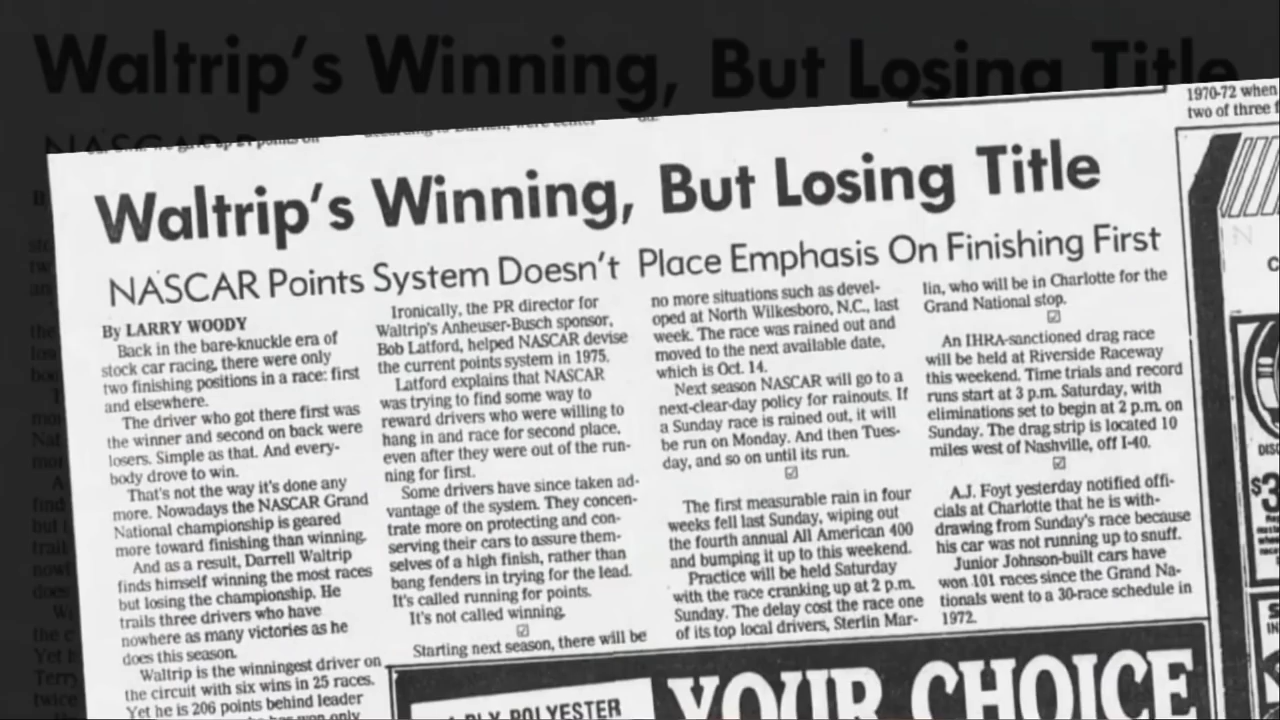 Waltrip's Winning, But Losing Title
Waltrip's Winning, But Losing Title
NASCAR Points System Doesn't Place Emphasis On Finishing First
By LARRY WOODY
Back in the bare-knuckle era of
stock car racing, there were only
two finishing positions in a race: first
and elsewhere.
The driver who got there first was
the winner and second on back were
losers. Simple as that. And every-
body drove to win.
That's not the way it's done any
more. Nowadays the NASCAR Grand
National championship is geared
more toward finishing than winning.
And as a result, Darrell Waltrip
finds himself winning the most races
but losing the championship. He
trails three drivers who have
nowhere as many victories as he
does this season.
Waltrip is the winningest driver on
the circuit with six wins in 25 races.
Yet he is 206 points behind leader
Ironically, the PR director for
Waltrip's Anheuser-Busch sponsor,
Bob Latford, helped NASCAR devise
the current points system in 1975.
Latford explains that NASCAR
was trying to find some way to
reward drivers who were willing to
hang in and race for second place,
even after they were out of the run-
ning for first.
Some drivers have since taken ad-
vantage of the system. They concen-
trate more on protecting and con-
serving their cars to assure them-
selves of a high finish, rather than
bang fenders in trying for the lead.
It's called running for points.
It's not called winning.
Starting next season, there will be
no more situations such as devel-
oped at North Wilkesboro, N.C., last
week. The race was rained out and
moved to the next available date,
which is Oct. 14.
Next season NASCAR will go to a
next-clear-day policy for rainouts. If
a Sunday race is rained out, it will
be run on Monday. And then Tues-
day, and so on until its run.
The first measurable rain in four
weeks fell last Sunday, wiping out
the fourth annual All American 400
and bumping it up to this weekend.
Practice will be held Saturday
with the race cranking up at 2 p.m.
Sunday. The delay cost the race one
of its top local drivers, Sterlin Mar-
lin, who will be in Charlotte for the
Grand National stop.
An IHRA-sanctioned drag race
will be held at Riverside Raceway
this weekend. Time trials and record
runs start at 3 p.m. Saturday, with
eliminations set to begin at 2 p.m. on
Sunday. The drag strip is located 10
miles west of Nashville, off I-40.
A.J. Foyt yesterday notified offi-
cials at Charlotte that he is with-
drawing from Sunday's race because
his car was not running up to snuff.
Junior Johnson-built cars have
won 101 races since the Grand Na-
tionals went to a 30-race schedule in
1972.
1970-72 when
two of three
POLYESTER
YOUR CHOICE